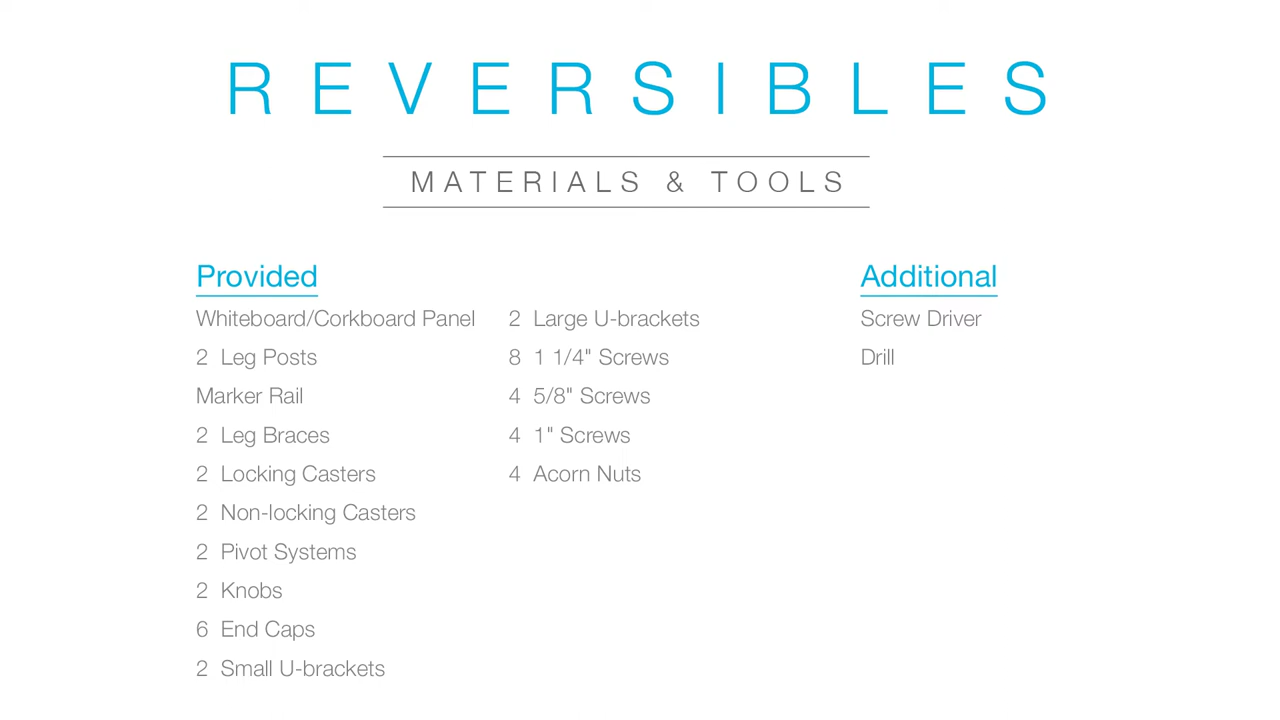 REVERSIBLES
MATERIALS & TOOLS
Provided
Whiteboard/Corkboard Panel
2 Leg Posts
Marker Rail
2 Leg Braces
2 Locking Casters
2 Non-locking Casters
2 Pivot Systems
2 Knobs
6 End Caps
2 Small U-brackets
2 Large U-brackets
8 1 1/4" Screws
4 5/8" Screws
4 1" Screws
4 Acorn Nuts
Additional
Screw Driver
Drill